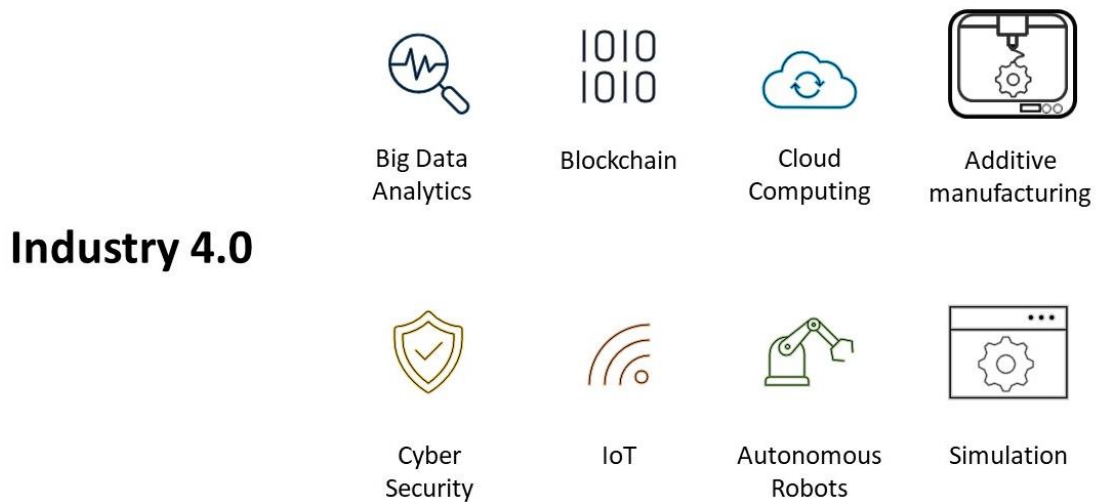 1010
1010
Big Data
Analytics
Blockchain
Cloud
Computing
Additive
manufacturing
Industry 4.0
Cyber
Security
IoT
Autonomous
Robots
Simulation